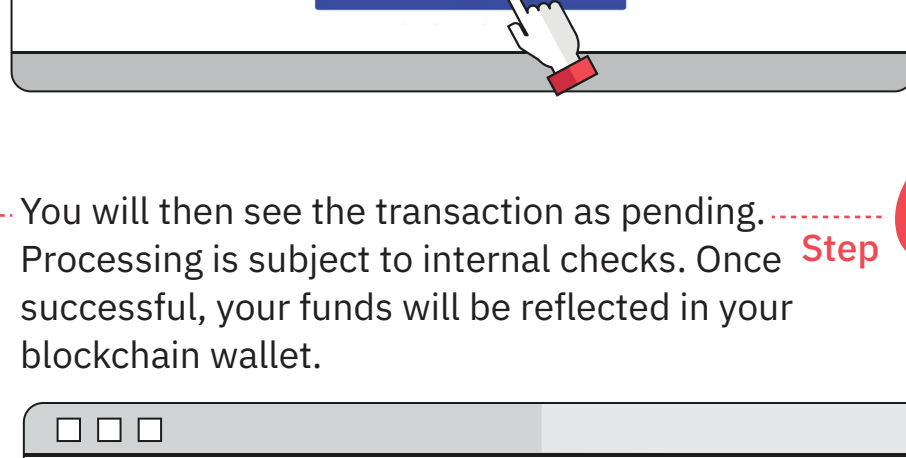 You will then see the transaction as pending.
Processing is subject to internal checks. Once
successful, your funds will be reflected in your
blockchain wallet.
Step